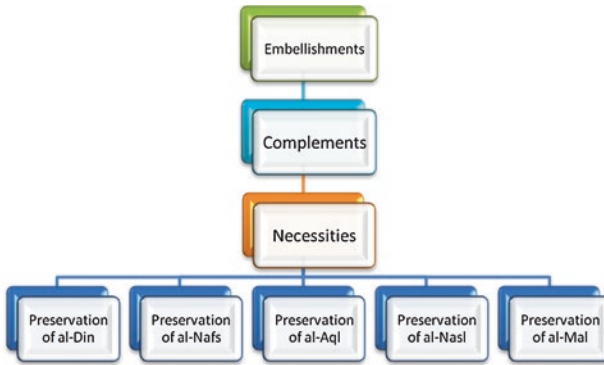 Embellishments
Complements
Necessities
Preservation
of al-Din
Preservation
of al-Nafs
Preservation
of al-Aql
Preservation
of al-Nasl
Preservation
of al-Mal